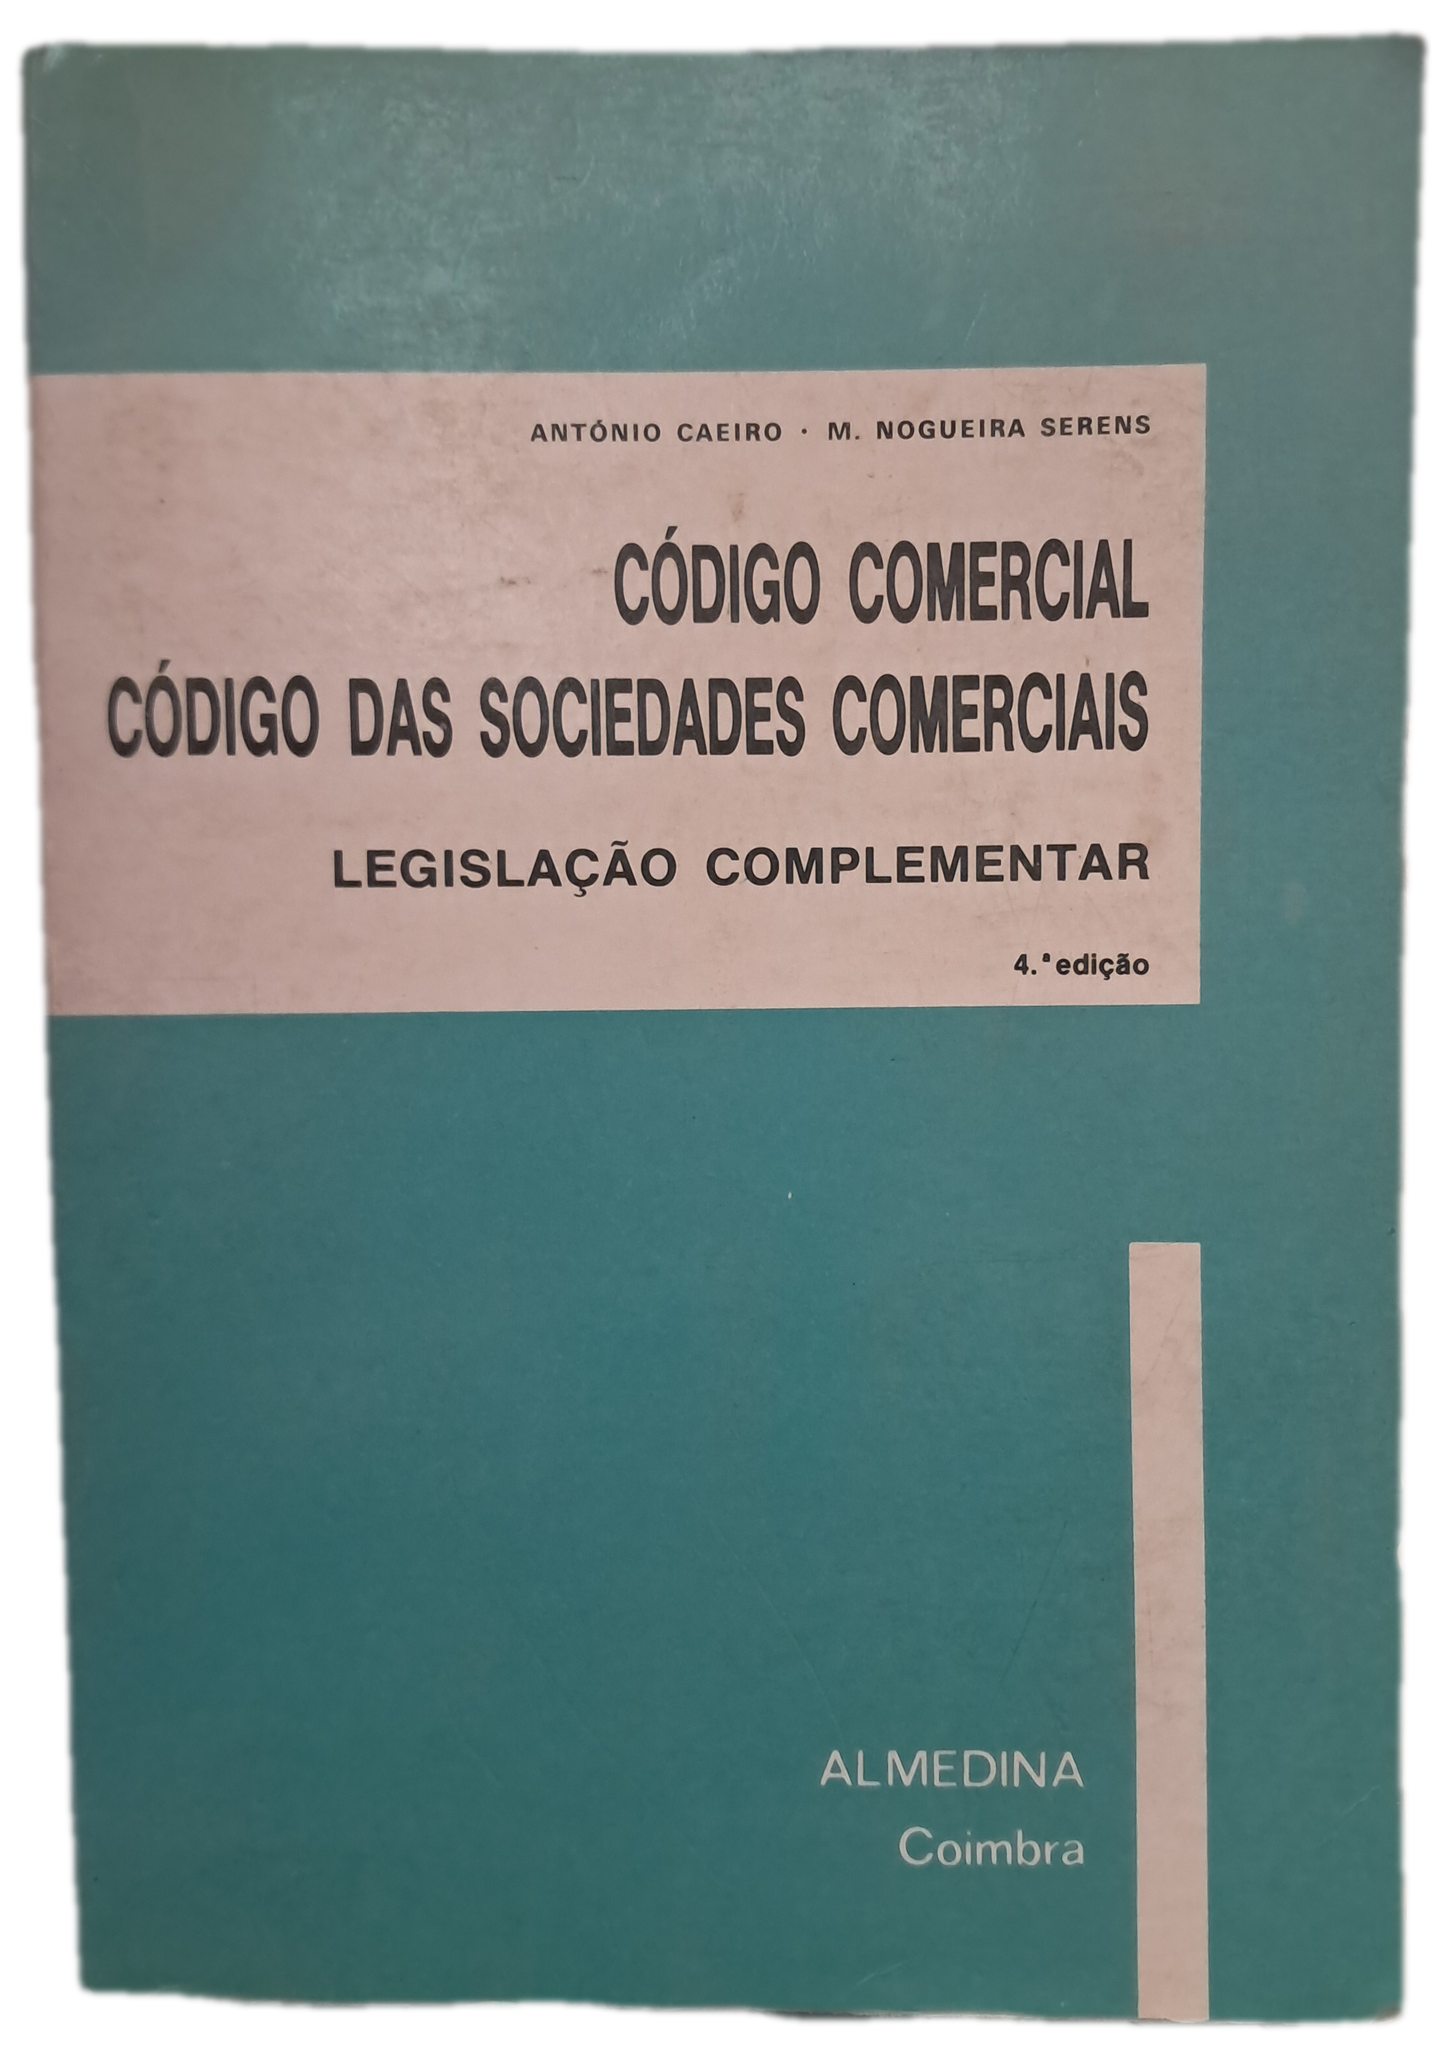 ANTÓNIO CAEIRO · M. NOGUEIRA SERENS
CÓDIGO COMERCIAL
CÓDIGO DAS SOCIEDADES COMERCIAIS
LEGISLAÇÃO COMPLEMENTAR
4.ª edição
ALMEDINA
Coimbra